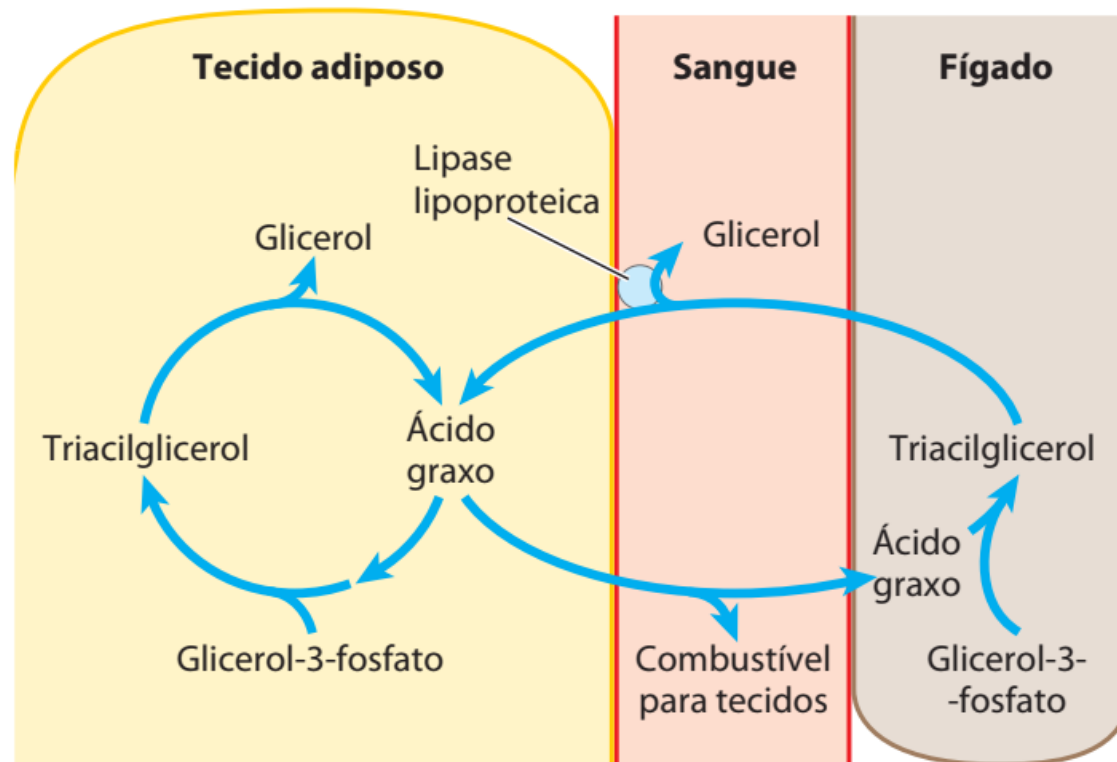 Tecido adiposo
Sangue
Fígado
Lipase
lipoproteica
Glicerol
Glicerol
Triacilglicerol
Ácido
graxo
Triacilglicerol
Ácido
graxo
Glicerol-3-fosfato
Combustível
para tecidos
Glicerol-3-
-fosfato